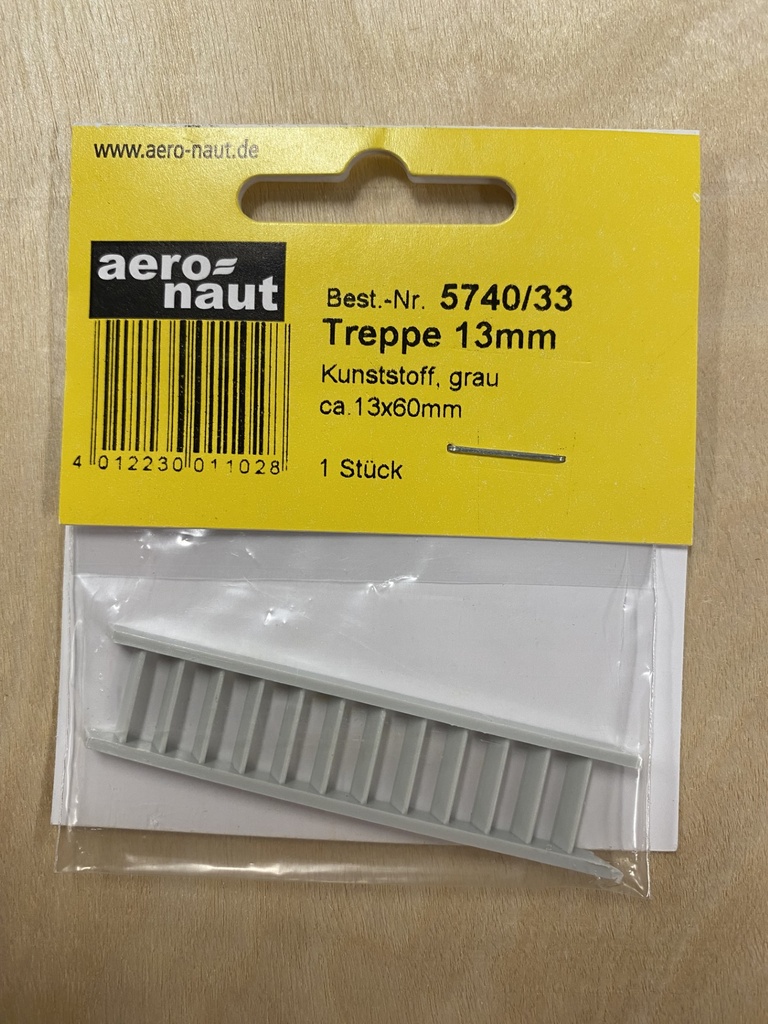 www.aero-naut.de
aero=
naut
Best.-Nr. 5740/33
Treppe 13mm
Kunststoff, grau
ca.13x60mm
1 Stück
4 012230 011028